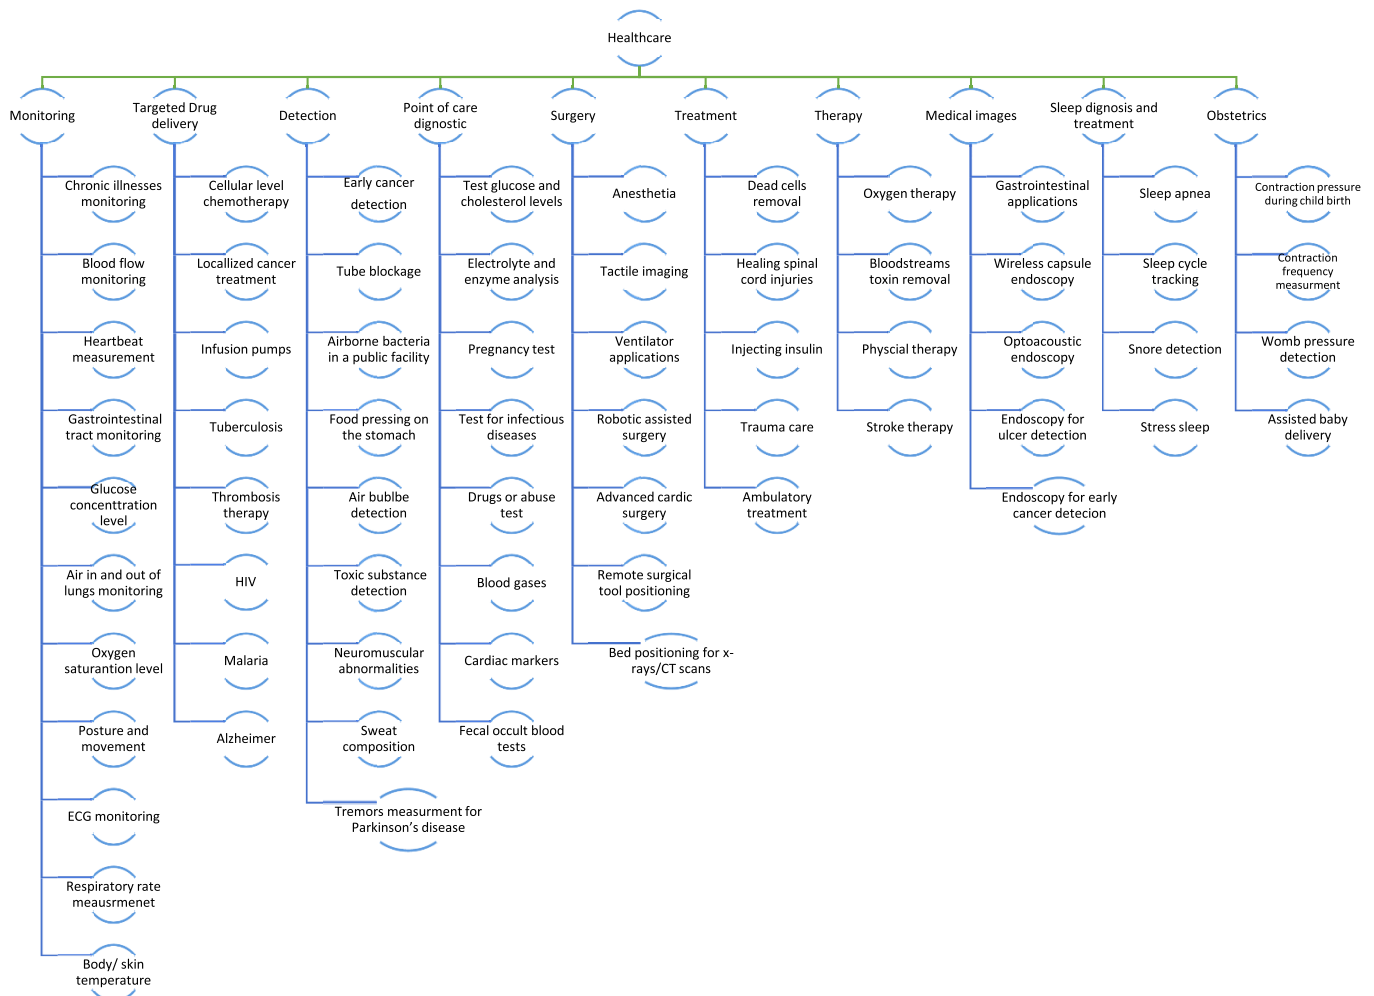 Healthcare
Monitoring
Targeted Drug
delivery
Detection
Point of care
dignostic
Surgery
Treatment
Therapy
Medical images
Sleep dignosis and
treatment
Obstetrics
Chronic illnesses
monitoring
Blood flow
monitoring
Heartbeat
measurement
Gastrointestinal
tract monitoring
Glucose
concenttration
level
Air in and out of
lungs monitoring
Oxygen
saturantion level
Posture and
movement
ECG monitoring
Respiratory rate
meausrmenet
Body/ skin
temperature
Cellular level
chemotherapy
Locallized cancer
treatment
Infusion pumps
Tuberculosis
Thrombosis
therapy
HIV
Malaria
Alzheimer
Early cancer
detection
Tube blockage
Airborne bacteria
in a public facility
Food pressing on
the stomach
Air bublbe
detection
Toxic substance
detection
Neuromuscular
abnormalities
Sweat
composition
Tremors measurment for
Parkinson’s disease
Test glucose and
cholesterol levels
Electrolyte and
enzyme analysis
Pregnancy test
Test for infectious
diseases
Drugs or abuse
test
Blood gases
Cardiac markers
Fecal occult blood
tests
Anesthetia
Tactile imaging
Ventilator
applications
Robotic assisted
surgery
Advanced cardic
surgery
Remote surgical
tool positioning
Bed positioning for x-
rays/CT scans
Dead cells
removal
Healing spinal
cord injuries
Injecting insulin
Trauma care
Ambulatory
treatment
Oxygen therapy
Bloodstreams
toxin removal
Physcial therapy
Stroke therapy
Gastrointestinal
applications
Wireless capsule
endoscopy
Optoacoustic
endoscopy
Endoscopy for
ulcer detection
Endoscopy for early
cancer detecion
Sleep apnea
Sleep cycle
tracking
Snore detection
Stress sleep
Contraction pressure
during child birth
Contraction
frequency
measurment
Womb pressure
detection
Assisted baby
delivery